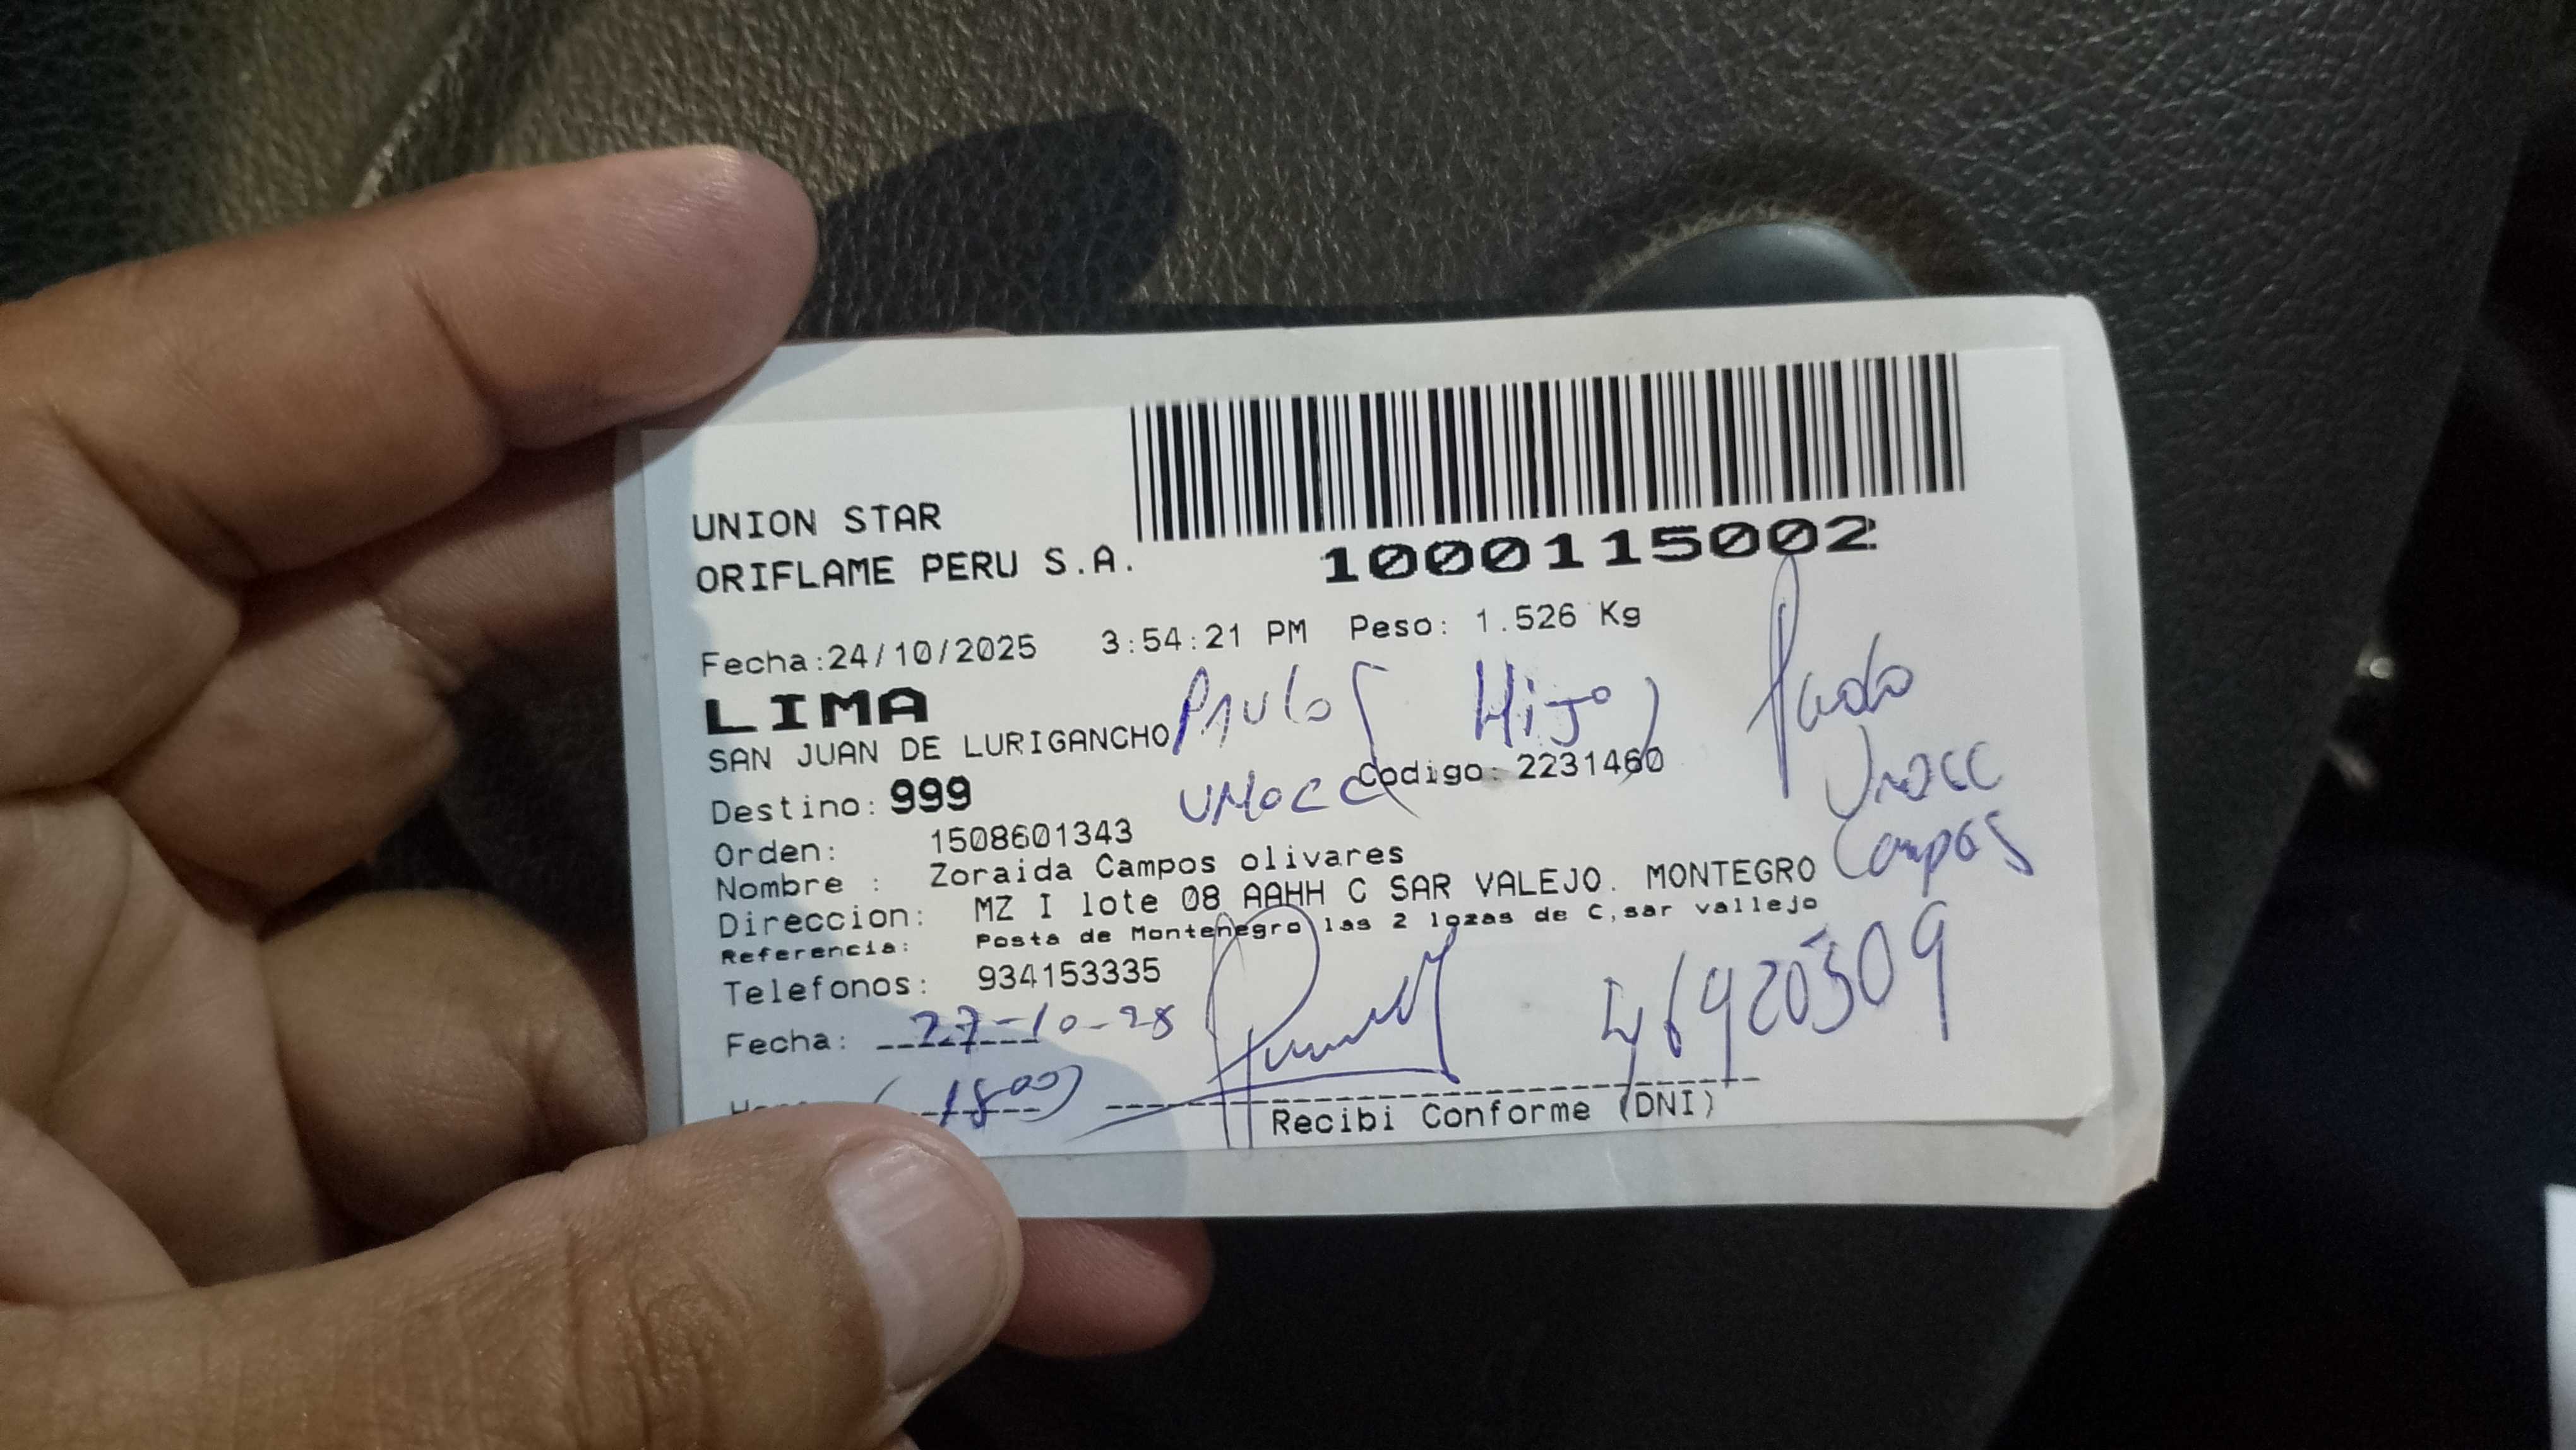 UNION STAR
ORIFLAME PERU S.A.
1000115002
Fecha:24/10/2025 3:54:21 PM Peso: 1.526 Kg
LIMA
SAN JUAN DE LURIGANCHO
PAulo ( HiJo )
Codigo: 2231460
Destino: 999
Orden: 1508601343
Nombre : Zoraida Campos olivares
Campos
Direccion: MZ I lote 08 AAHH C SAR VALEJO. MONTEGRO
Referencia: Posta de Montenegro las 2 lozas de C,sar vallejo
Telefonos: 934153335
46920509
Fecha: 27-10-25
(1800)
Recibi Conforme (DNI)